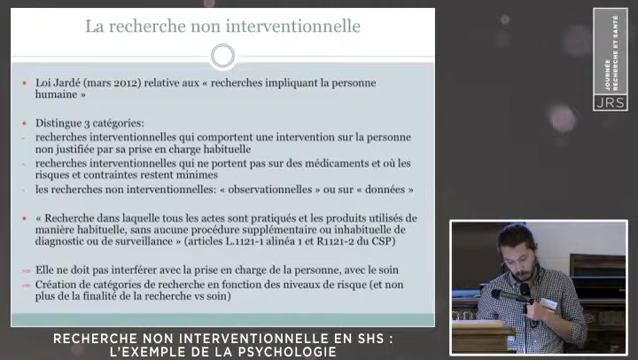 La recherche non interventionnelle
Loi Jardé (mars 2012) relative aux « recherches impliquant la personne
humaine »
Distingue 3 catégories:
- recherches interventionnelles qui comportent une intervention sur la personne
non justifiée par sa prise en charge habituelle
- recherches interventionnelles qui ne portent pas sur des médicaments et où les
risques et contraintes restent minimes
- les recherches non interventionnelles: « observationnelles » ou sur « données »
« Recherche dans laquelle tous les actes sont pratiqués et les produits utilisés de
manière habituelle, sans aucune procédure supplémentaire ou inhabituelle de
diagnostic ou de surveillance » (articles L.1121-1 alinéa 1 et R1121-2 du CSP)
⇒ Elle ne doit pas interférer avec la prise en charge de la personne, avec le soin
⇒ Création de catégories de recherche en fonction des niveaux de risque (et non
plus de la finalité de la recherche vs soin)
JOURNÉE
RECHERCHE ET SANTÉ
JRS
RECHERCHE NON INTERVENTIONNELLE EN SHS :
L'EXEMPLE DE LA PSYCHOLOGIE